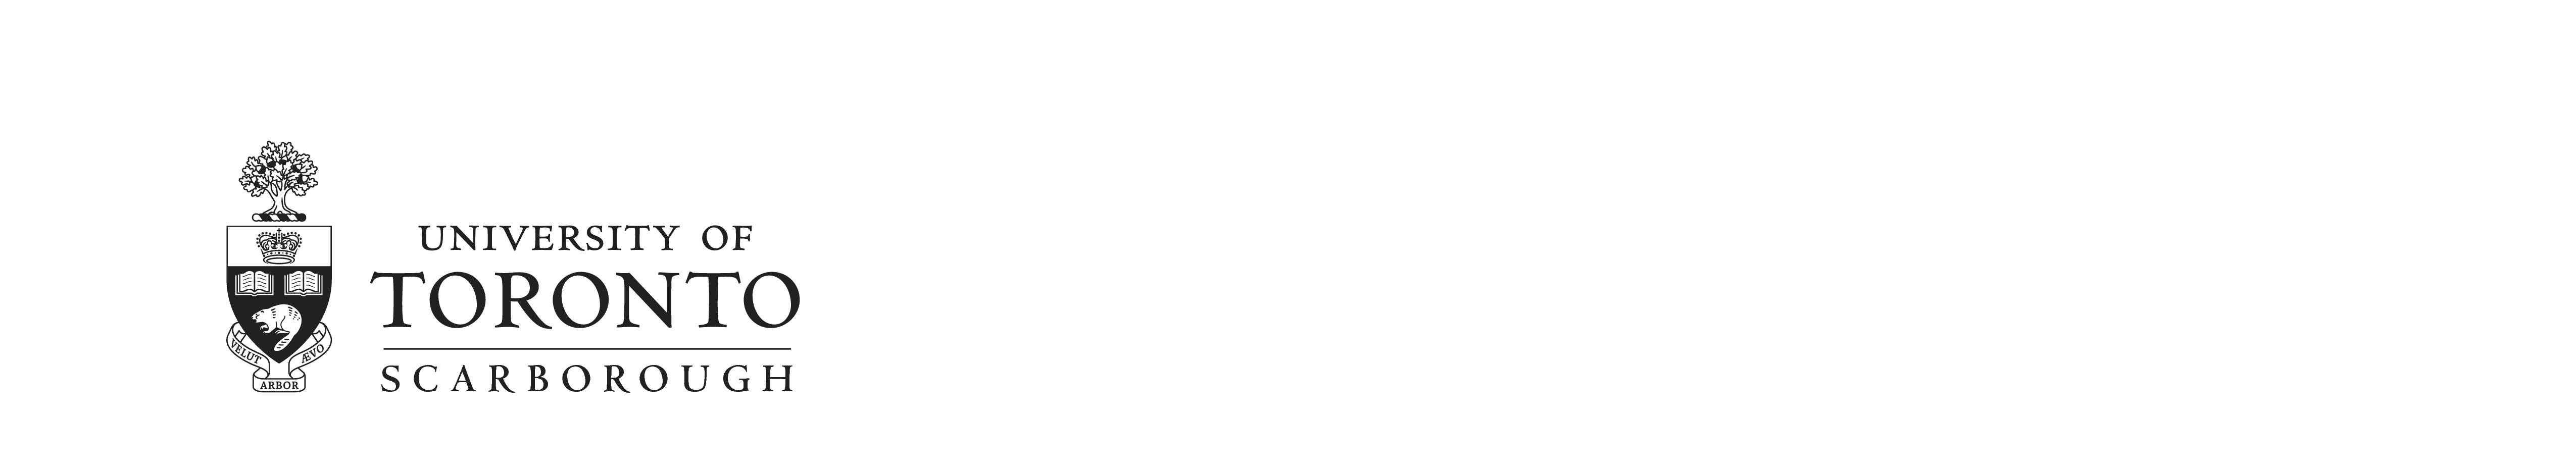 UNIVERSITY OF
TORONTO
SCARBOROUGH
VELUT ARBOR ÆVO